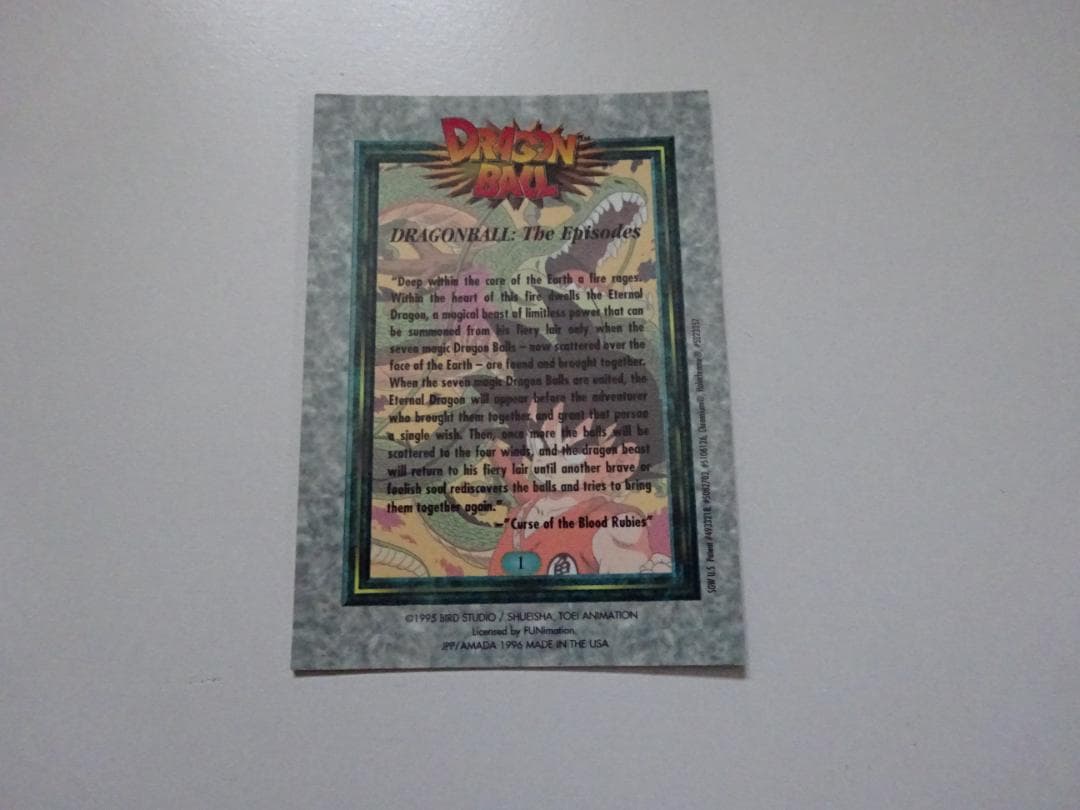 DRAGON
BALL
DRAGONBALL: The Episodes
"Deep within the core of the Earth a fire rages.
Within the heart of this fire dwells the Eternal
Dragon, a magical beast of limitless power that can
be summoned from his fiery lair only when the
seven magic Dragon Balls – now scattered over the
face of the Earth – are found and brought together.
When the seven magic Dragon Balls are united, the
Eternal Dragon will appear before the adventurer
who brought them together and grant that person
a single wish. Then, once more the balls will be
scattered to the four winds, and the dragon beast
will return to his fiery lair until another brave or
foolish soul rediscovers the balls and tries to bring
them together again."
–"Curse of the Blood Rubies"
1
©1995 BIRD STUDIO / SHUEISHA, TOEI ANIMATION
Licensed by FUNimation.
JPP/AMADA 1996 MADE IN THE USA
U.S. Patent